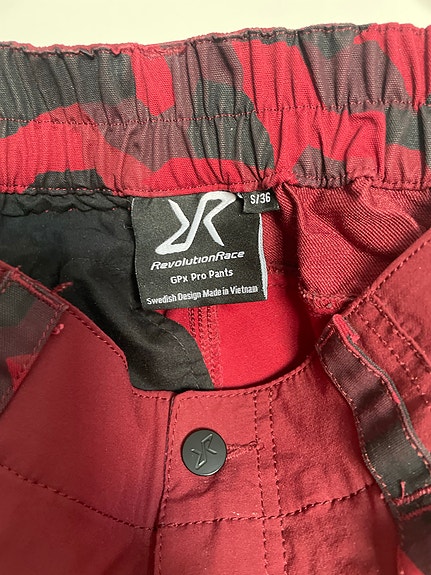 S/36
RevolutionRace
GPx Pro Pants
Swedish Design Made in Vietnam